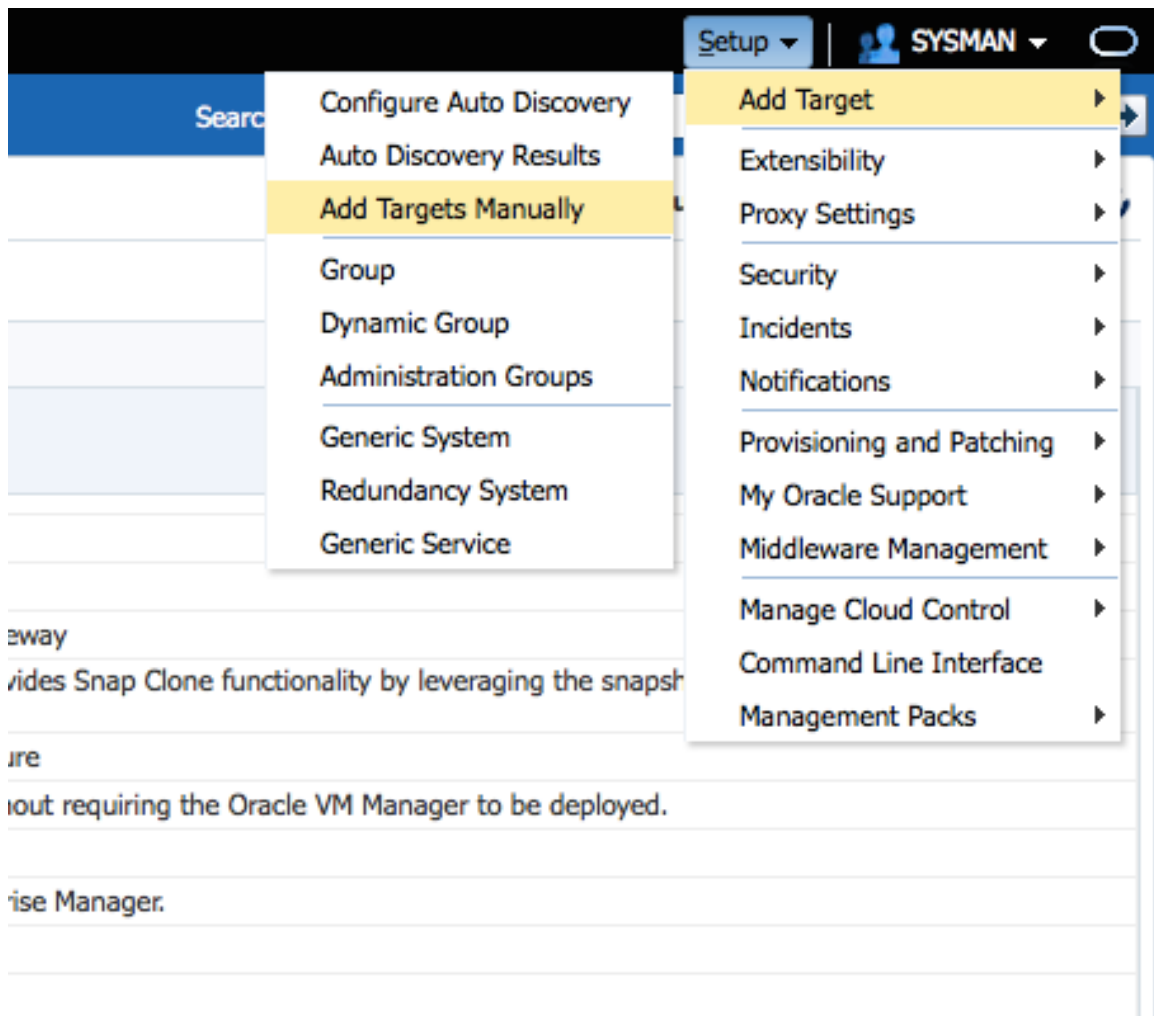 Setup
SYSMAN
Searc
Configure Auto Discovery
Auto Discovery Results
Add Targets Manually
Group
Dynamic Group
Administration Groups
Generic System
Redundancy System
Generic Service
Add Target
Extensibility
Proxy Settings
Security
Incidents
Notifications
Provisioning and Patching
My Oracle Support
Middleware Management
Manage Cloud Control
Command Line Interface
Management Packs
eway
vides Snap Clone functionality by leveraging the snapsh
ure
out requiring the Oracle VM Manager to be deployed.
rise Manager.